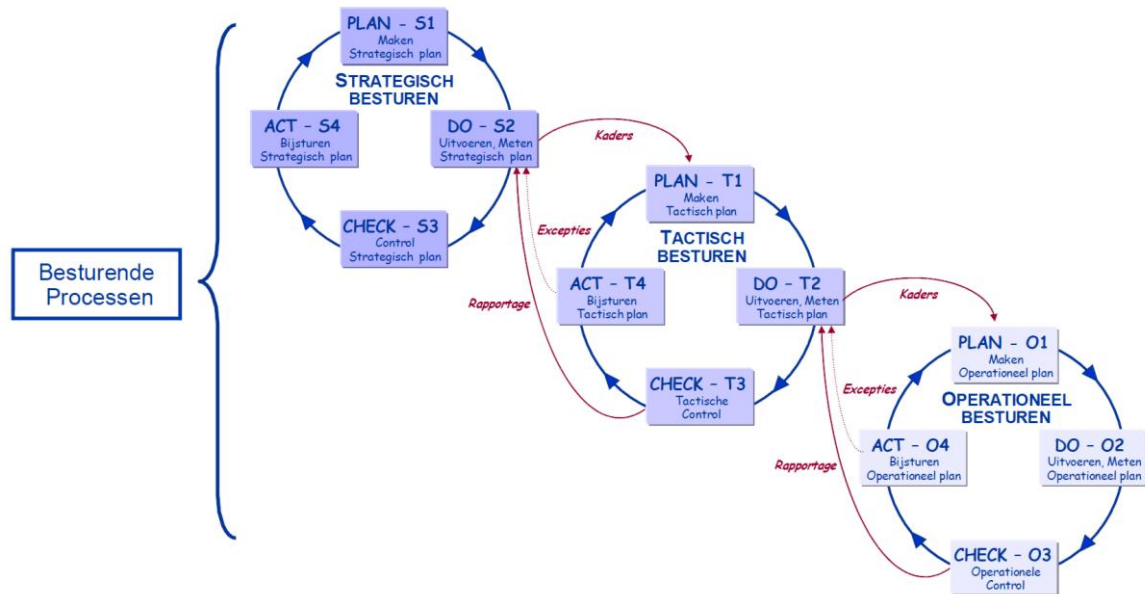 Besturende
Processen
PLAN - S1
Maken
Strategisch plan
STRATEGISCH
BESTUREN
ACT - S4
Bijsturen
Strategisch plan
DO - S2
Uitvoeren, Meten
Strategisch plan
CHECK - S3
Control
Strategisch plan
Kaders
Excepties
Rapportage
PLAN - T1
Maken
Tactisch plan
TACTISCH
BESTUREN
ACT - T4
Bijsturen
Tactisch plan
DO - T2
Uitvoeren, Meten
Tactisch plan
CHECK - T3
Tactische
Control
Kaders
Excepties
Rapportage
PLAN - O1
Maken
Operationeel plan
OPERATIONEEL
BESTUREN
ACT - O4
Bijsturen
Operationeel plan
DO - O2
Uitvoeren, Meten
Operationeel plan
CHECK - O3
Operationele
Control